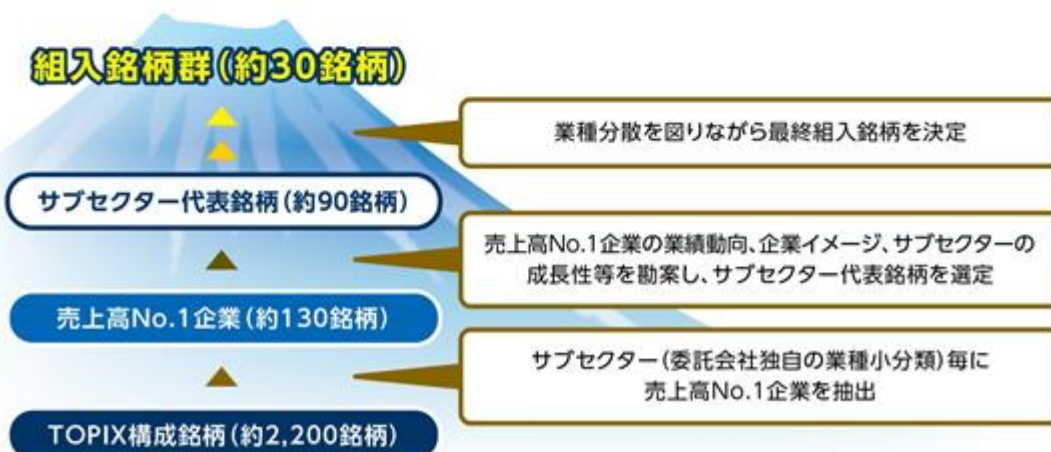 組入銘柄群(約30銘柄)
業種分散を図りながら最終組入銘柄を決定
サブセクター代表銘柄(約90銘柄)
売上高No.1企業の業績動向、企業イメージ、サブセクターの
成長性等を勘案し、サブセクター代表銘柄を選定
売上高No.1企業(約130銘柄)
サブセクター(委託会社独自の業種小分類)毎に
売上高No.1企業を抽出
TOPIX構成銘柄(約2,200銘柄)